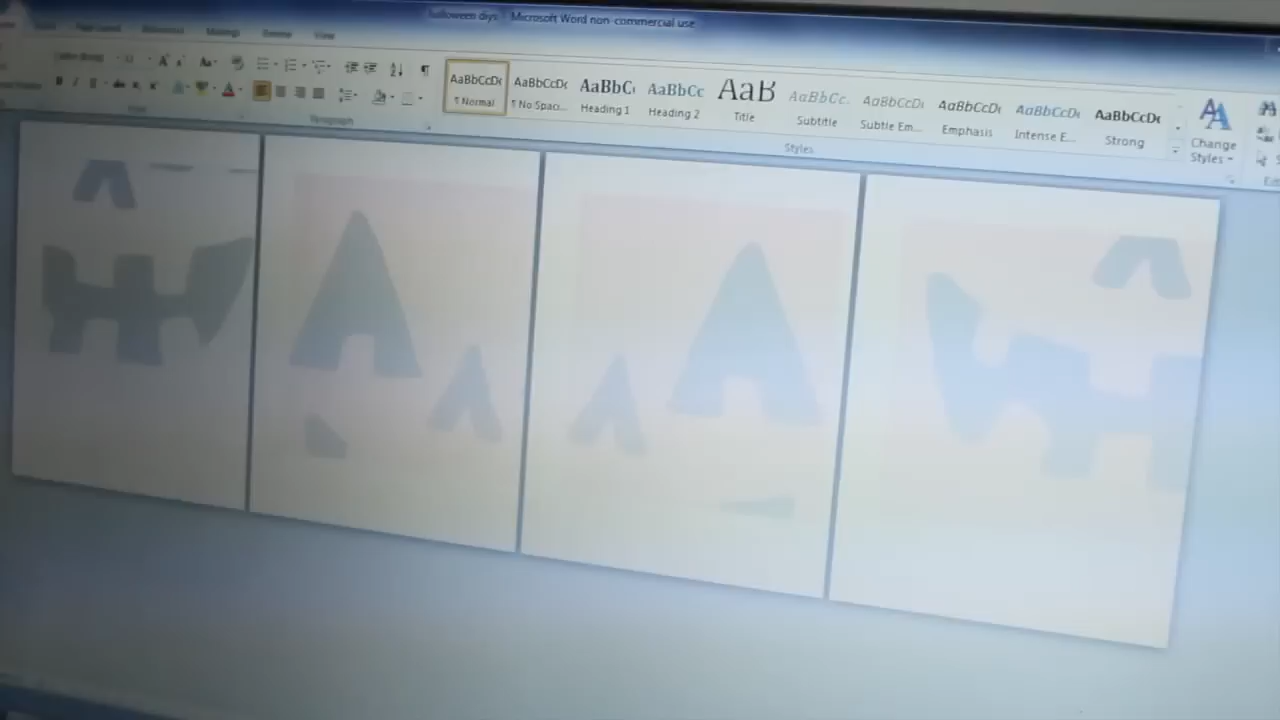 halloween diys - Microsoft Word non-commercial use
View
AaBbCcDc AaBbCcDc AaBbC AaBbCc AaB AaBbCc. AaBbCcDc AaBbCcDc AaBbCcDc AaBbCcDc
¶ Normal ¶ No Spaci... Heading 1 Heading 2 Title Subtitle Subtle Em... Emphasis Intense E... Strong
Change
Styles
Paragraph
Styles